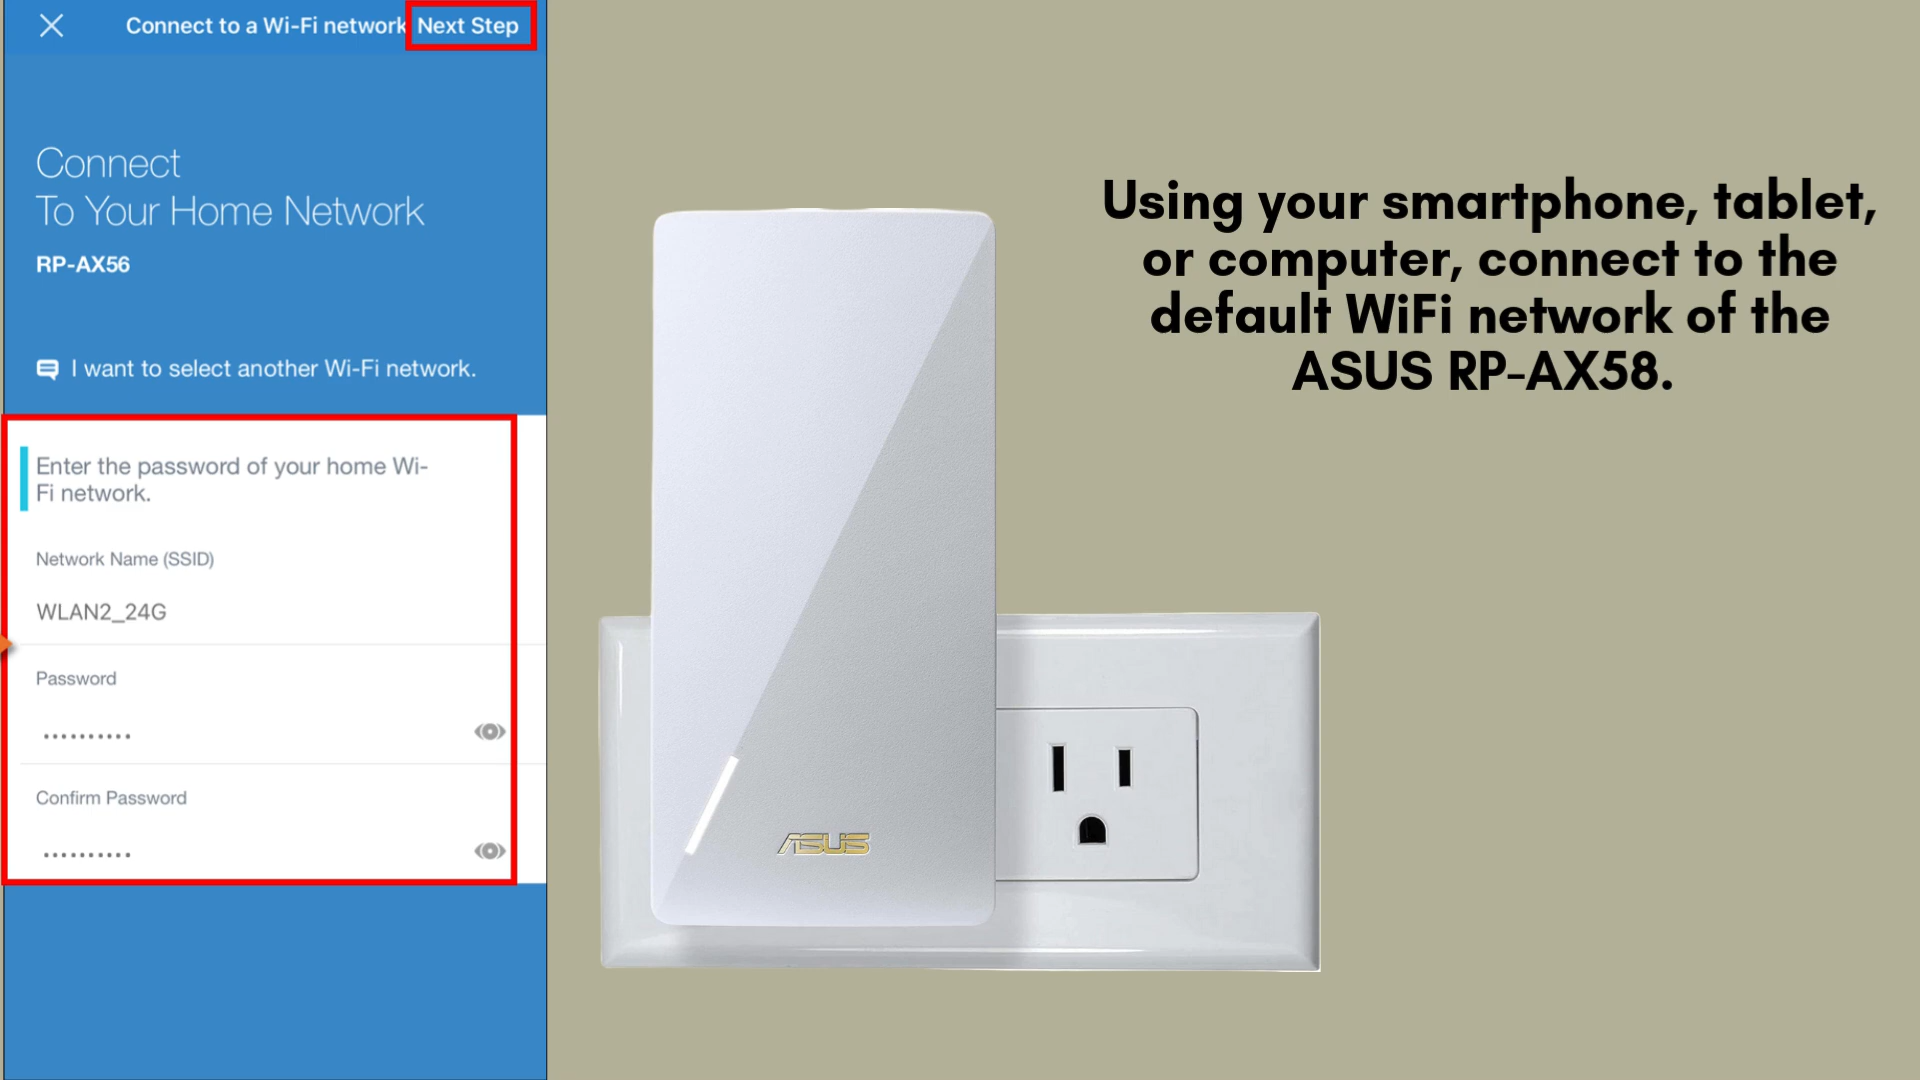 Connect to a Wi-Fi network
Next Step
Connect
To Your Home Network
RP-AX56
I want to select another Wi-Fi network.
Enter the password of your home Wi-
Fi network.
Network Name (SSID)
WLAN2_24G
Password
••••••••••
Confirm Password
••••••••••
Using your smartphone, tablet,
or computer, connect to the
default WiFi network of the
ASUS RP-AX58.
ASUS